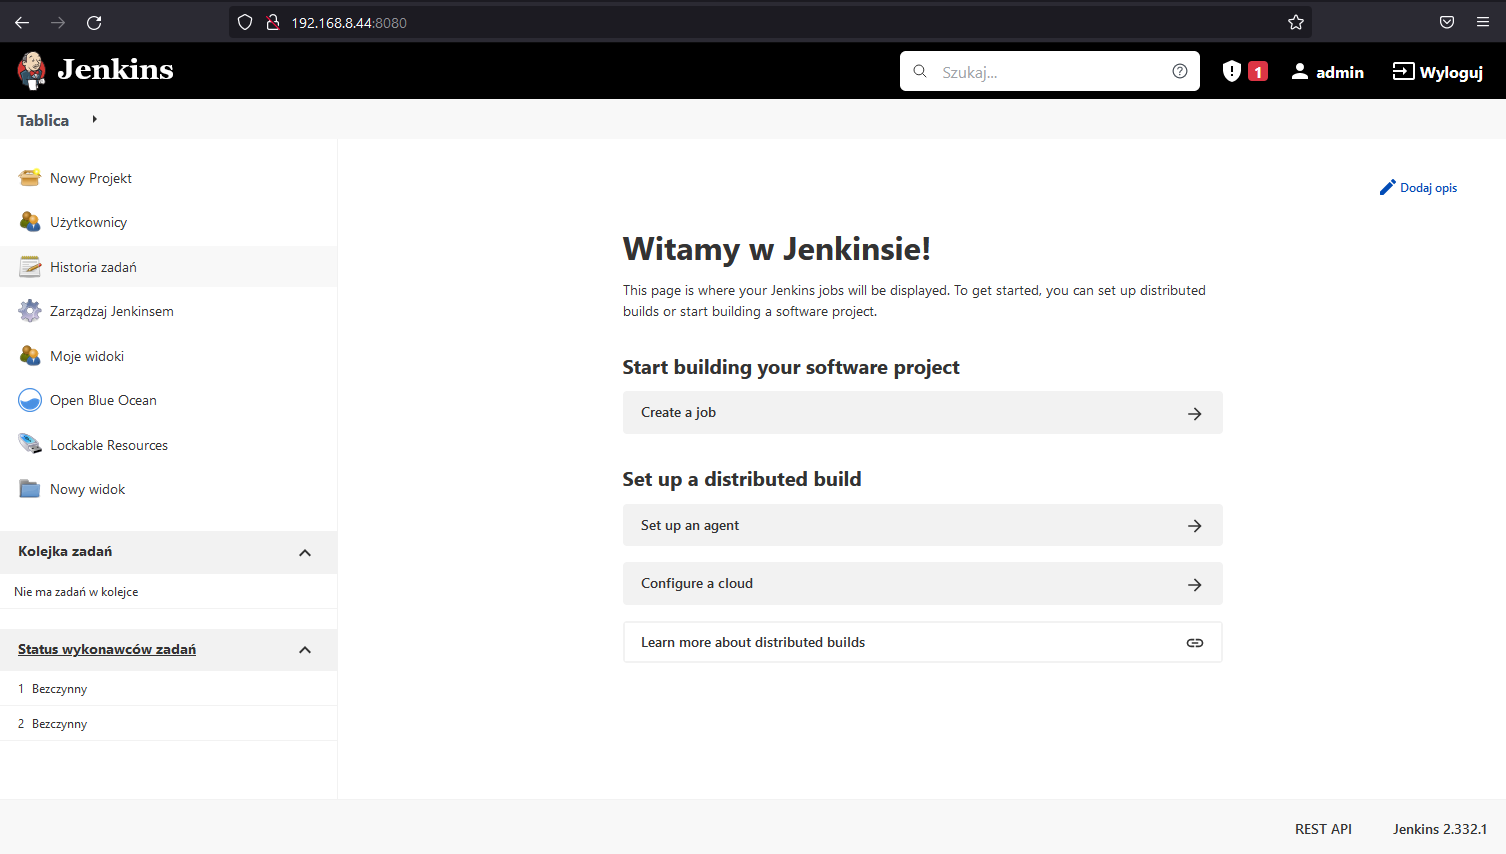 192.168.8.44:8080
Jenkins
Szukaj...
1
admin
Wyloguj
Tablica
Nowy Projekt
Użytkownicy
Historia zadań
Zarządzaj Jenkinsem
Moje widoki
Open Blue Ocean
Lockable Resources
Nowy widok
Kolejka zadań
Nie ma zadań w kolejce
Status wykonawców zadań
1 Bezczynny
2 Bezczynny
Dodaj opis
Witamy w Jenkinsie!
This page is where your Jenkins jobs will be displayed. To get started, you can set up distributed
builds or start building a software project.
Start building your software project
Create a job
Set up a distributed build
Set up an agent
Configure a cloud
Learn more about distributed builds
REST API
Jenkins 2.332.1